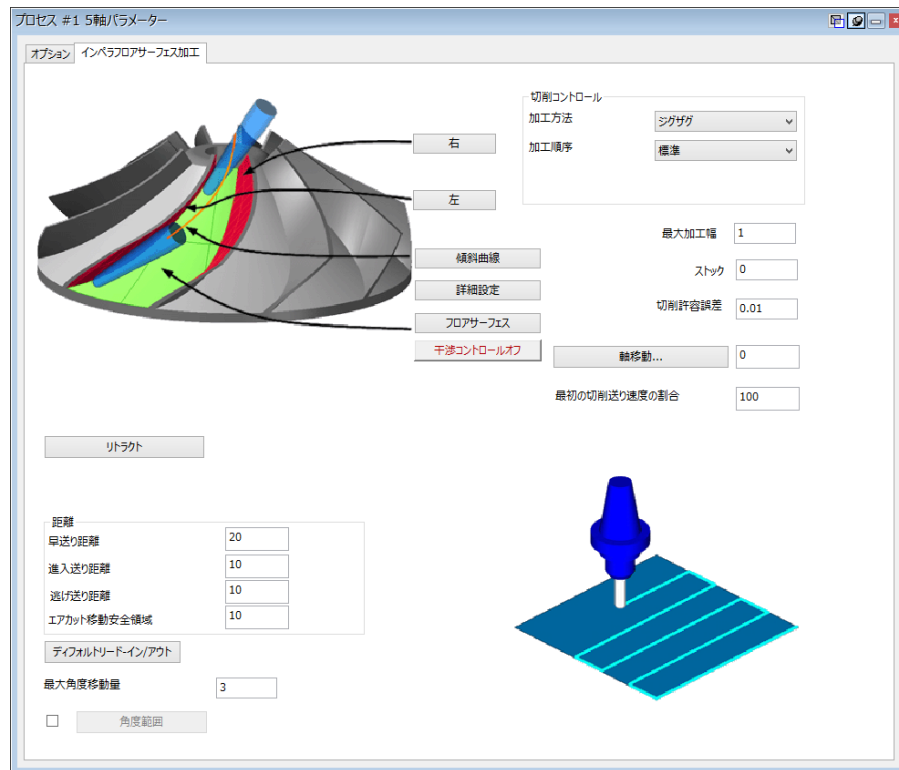 プロセス #1 5軸パラメーター
オプション
インペラフロアサーフェス加工
右
左
傾斜曲線
詳細設定
フロアサーフェス
干渉コントロールオフ
切削コントロール
加工方法 ジグザグ
加工順序 標準
最大加工幅 1
ストック 0
切削許容誤差 0.01
軸移動... 0
最初の切削送り速度の割合 100
リトラクト
距離
早送り距離 20
進入送り距離 10
逃げ送り距離 10
エアカット移動安全領域 10
ディフォルトリード-イン/アウト
最大角度移動量 3
角度範囲